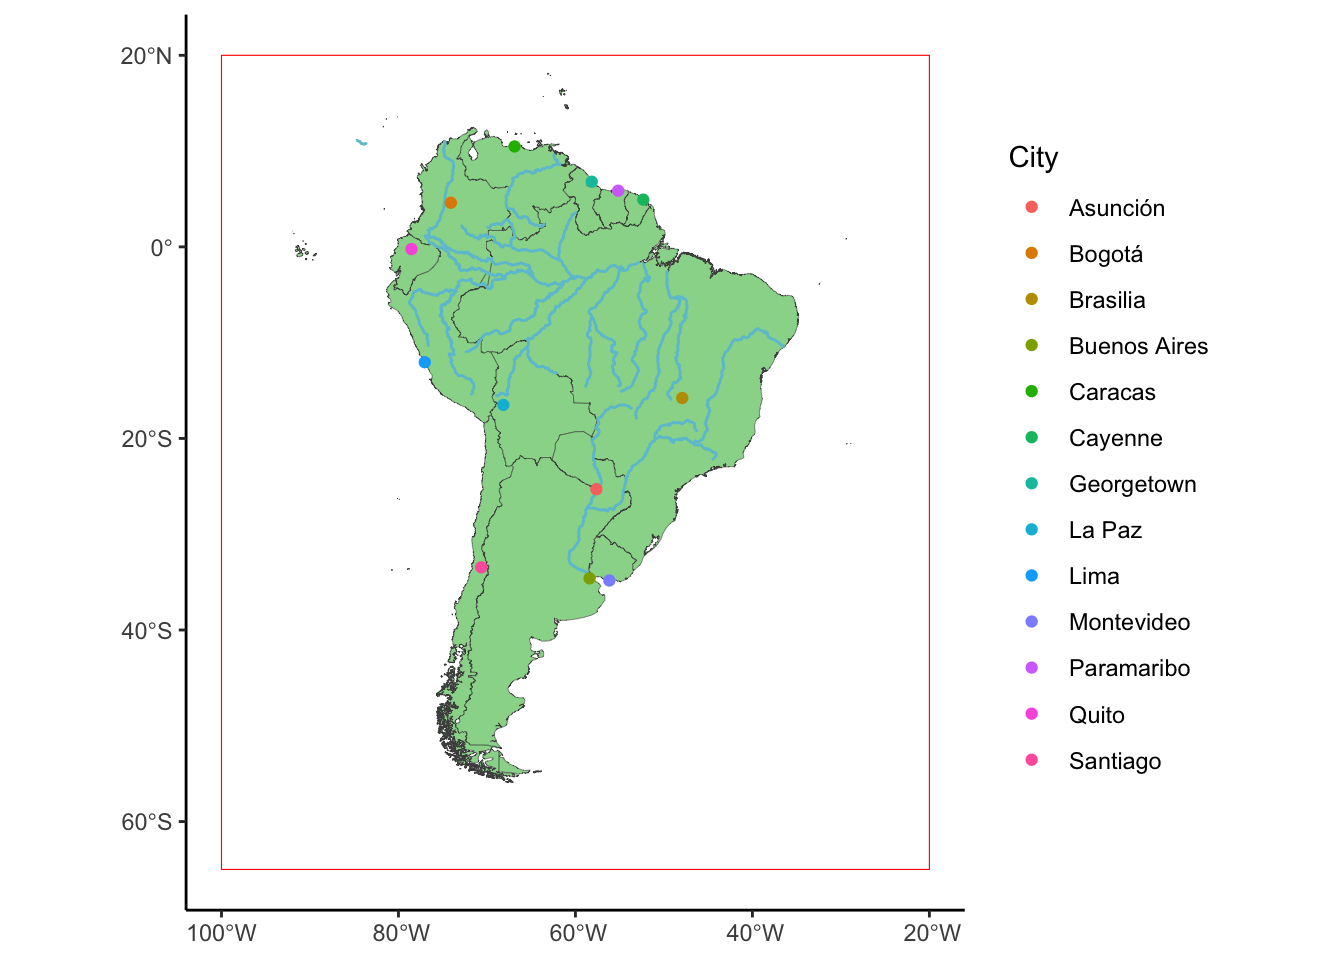 20°N
0°
20°S
40°S
60°S
100°W
80°W
60°W
40°W
20°W
City
Asunción
Bogotá
Brasilia
Buenos Aires
Caracas
Cayenne
Georgetown
La Paz
Lima
Montevideo
Paramaribo
Quito
Santiago